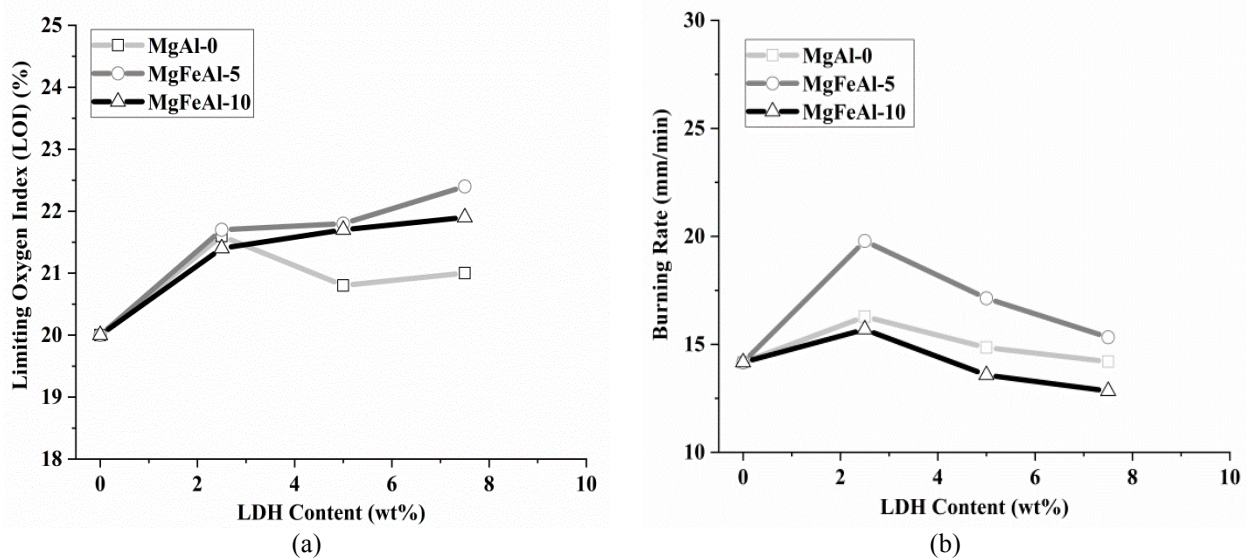 25
24
23
22
21
20
19
18
Limiting Oxygen Index (LOI) (%)
MgAl-0
MgFeAl-5
MgFeAl-10
0 2 4 6 8 10
LDH Content (wt%)
(a)
30
25
20
15
10
Burning Rate (mm/min)
MgAl-0
MgFeAl-5
MgFeAl-10
0 2 4 6 8 10
LDH Content (wt%)
(b)